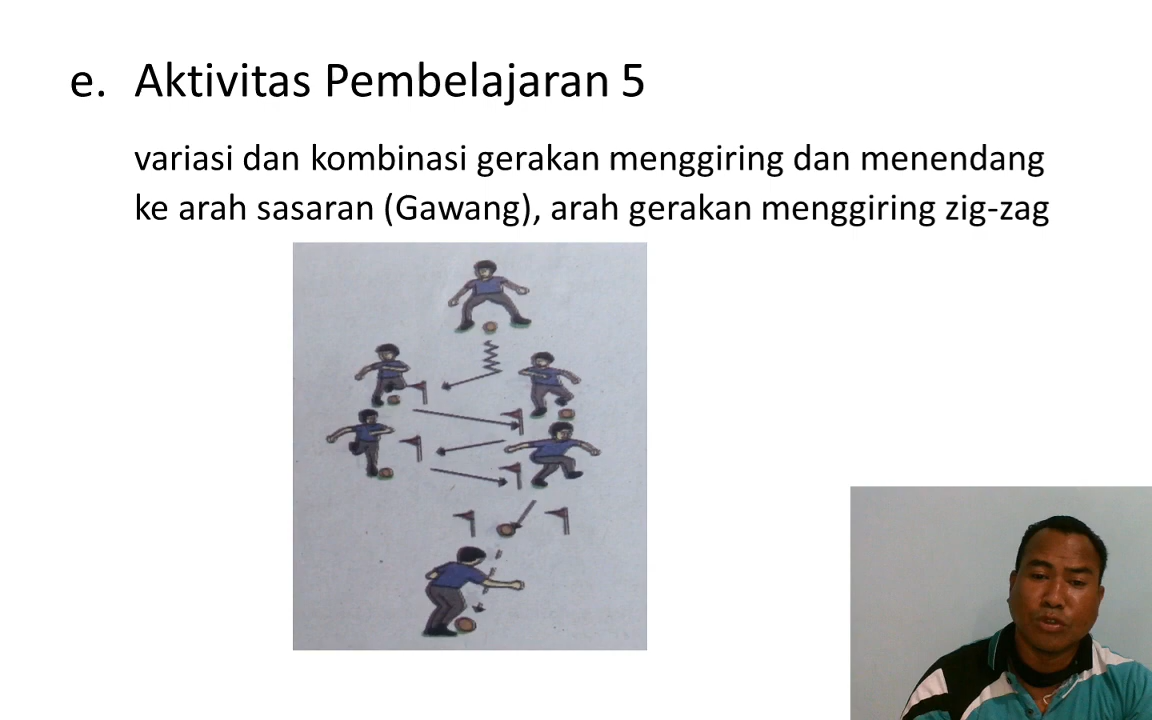 e. Aktivitas Pembelajaran 5
variasi dan kombinasi gerakan menggiring dan menendang
ke arah sasaran (Gawang), arah gerakan menggiring zig-zag